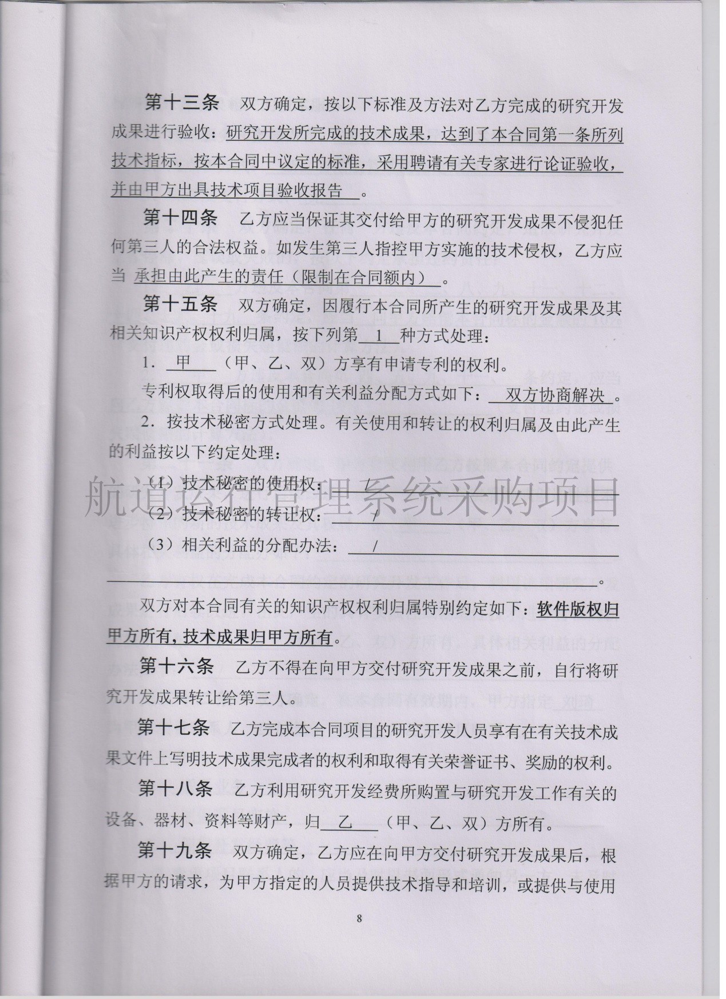 第十三条 双方确定，按以下标准及方法对乙方完成的研究开发
成果进行验收：研究开发所完成的技术成果，达到了本合同第一条所列
技术指标，按本合同中议定的标准，采用聘请有关专家进行论证验收，
并由甲方出具技术项目验收报告 。
第十四条 乙方应当保证其交付给甲方的研究开发成果不侵犯任
何第三人的合法权益。如发生第三人指控甲方实施的技术侵权，乙方应
当 承担由此产生的责任（限制在合同额内） 。
第十五条 双方确定，因履行本合同所产生的研究开发成果及其
相关知识产权权利归属，按下列第 1 种方式处理：
1． 甲 （甲、乙、双）方享有申请专利的权利。
专利权取得后的使用和有关利益分配方式如下： 双方协商解决 。
2．按技术秘密方式处理。有关使用和转让的权利归属及由此产生
的利益按以下约定处理：
（1）技术秘密的使用权： /
航道运行管理系统采购项目
（2）技术秘密的转让权： /
（3）相关利益的分配办法： /
。
双方对本合同有关的知识产权权利归属特别约定如下：软件版权归
甲方所有,技术成果归甲方所有。
第十六条 乙方不得在向甲方交付研究开发成果之前，自行将研
究开发成果转让给第三人。
第十七条 乙方完成本合同项目的研究开发人员享有在有关技术成
果文件上写明技术成果完成者的权利和取得有关荣誉证书、奖励的权利。
第十八条 乙方利用研究开发经费所购置与研究开发工作有关的
设备、器材、资料等财产，归 乙 （甲、乙、双）方所有。
第十九条 双方确定，乙方应在向甲方交付研究开发成果后，根
据甲方的请求，为甲方指定的人员提供技术指导和培训，或提供与使用
8